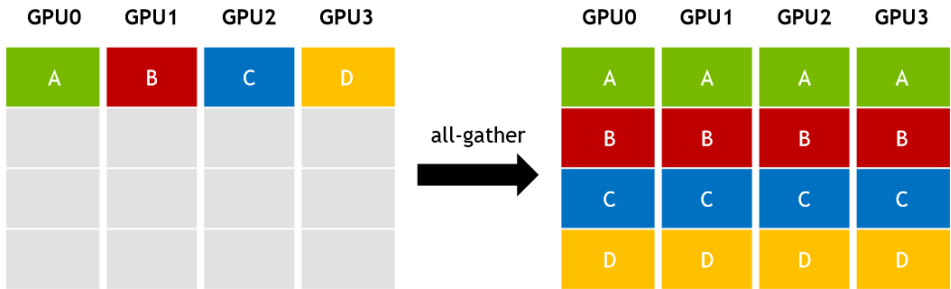 GPU0 GPU1 GPU2 GPU3
A B C D
all-gather
GPU0 GPU1 GPU2 GPU3
A A A A
B B B B
C C C C
D D D D